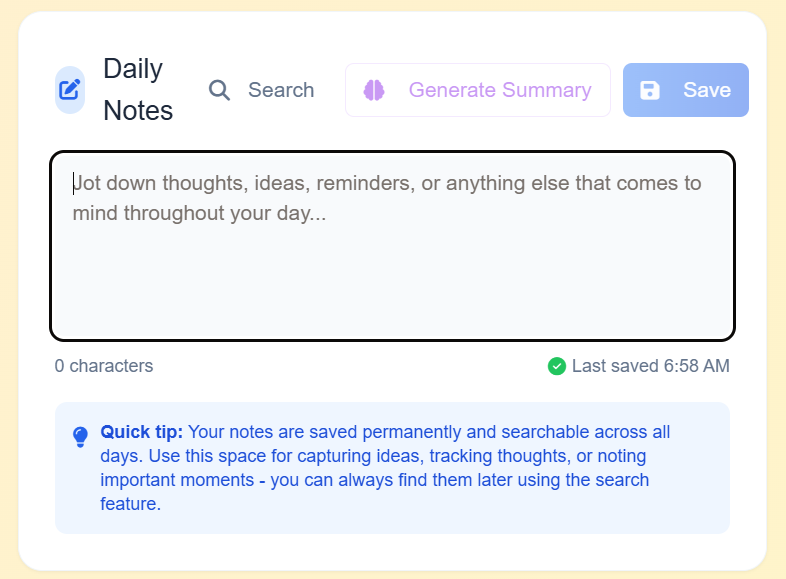 Daily
Notes
Search
Generate Summary
Save
Jot down thoughts, ideas, reminders, or anything else that comes to
mind throughout your day...
0 characters
Last saved 6:58 AM
Quick tip: Your notes are saved permanently and searchable across all
days. Use this space for capturing ideas, tracking thoughts, or noting
important moments - you can always find them later using the search
feature.